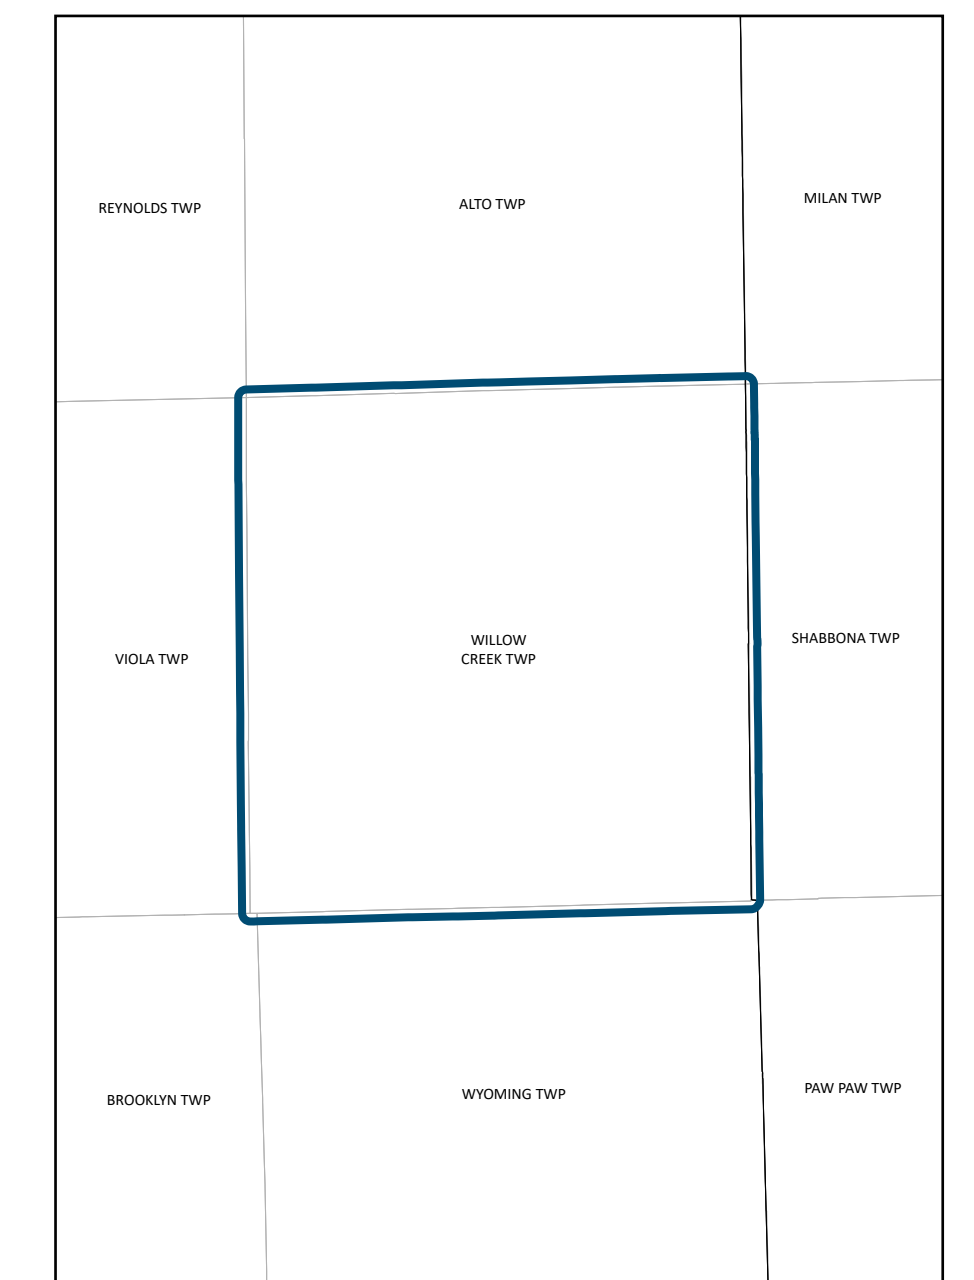 REYNOLDS TWP
ALTO TWP
MILAN TWP
VIOLA TWP
WILLOW
CREEK TWP
SHABBONA TWP
BROOKLYN TWP
WYOMING TWP
PAW PAW TWP